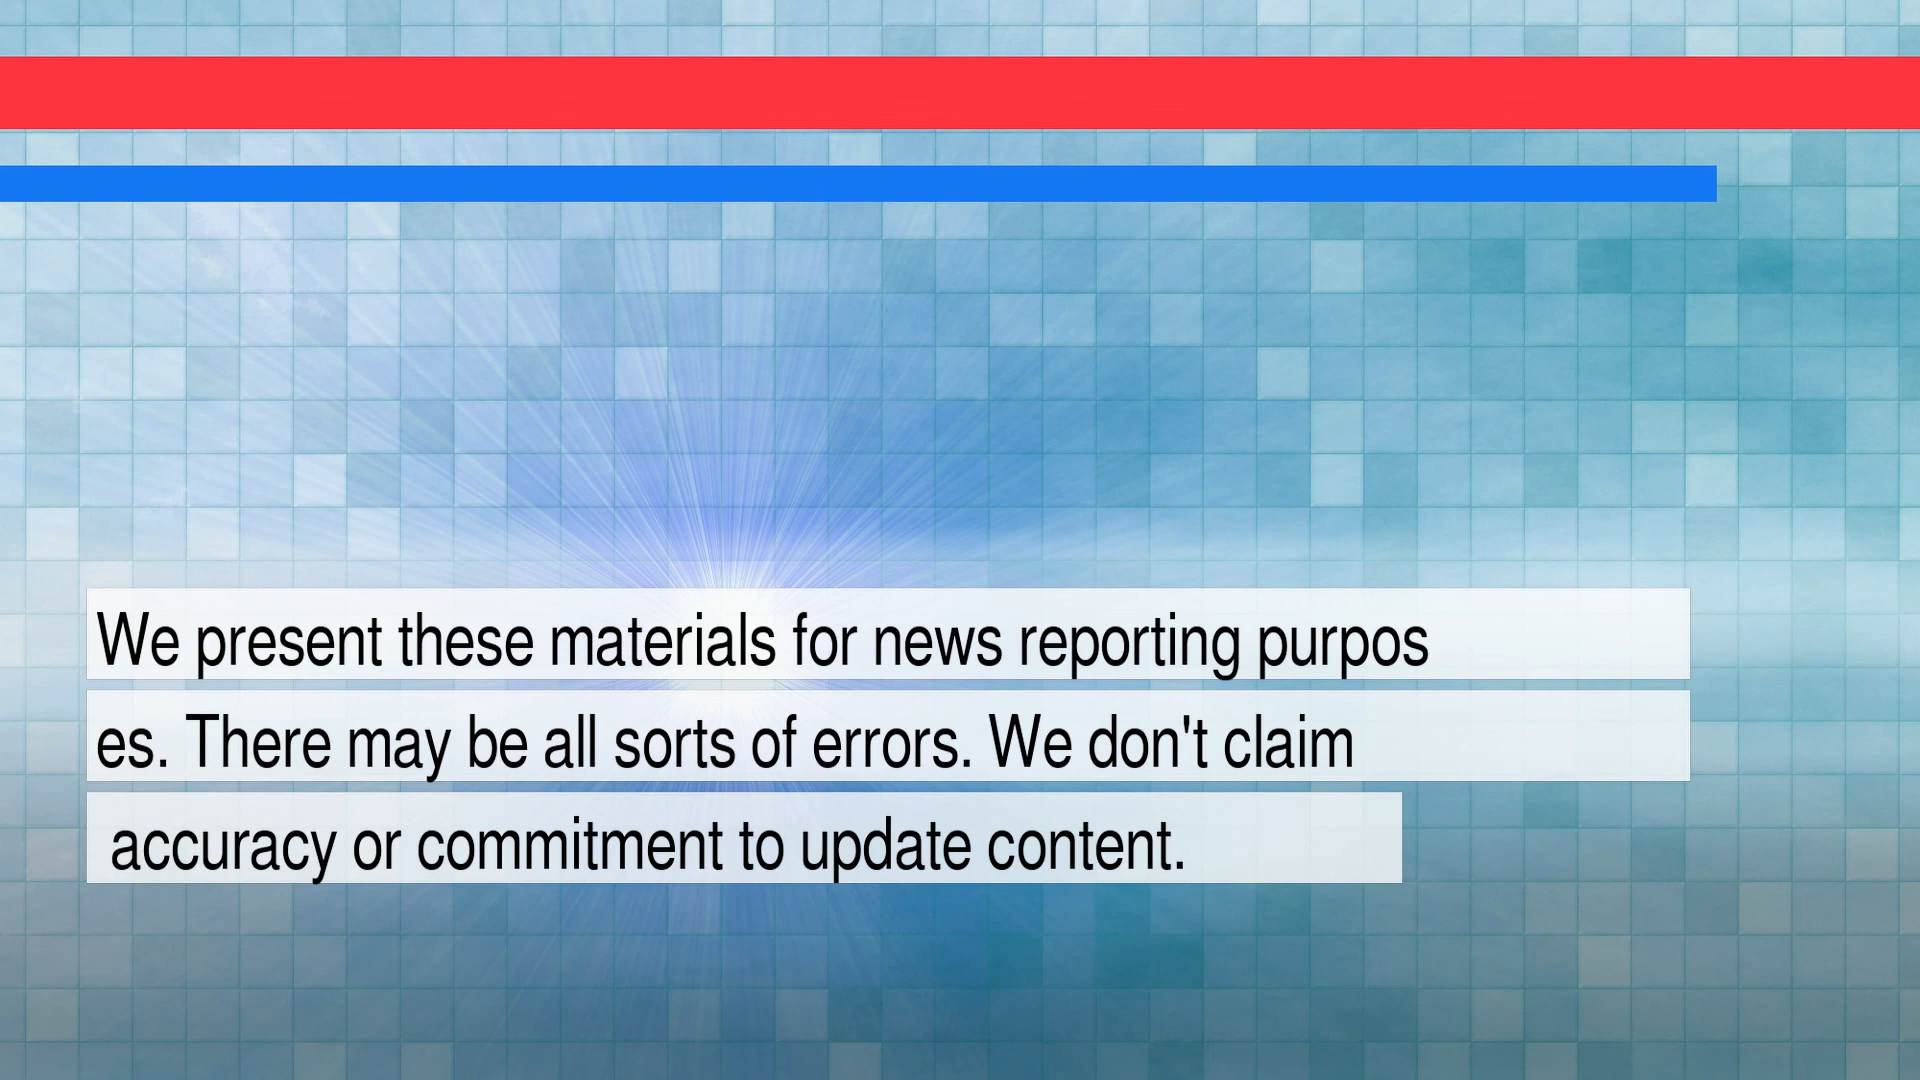 We present these materials for news reporting purpos
es. There may be all sorts of errors. We don't claim
accuracy or commitment to update content.